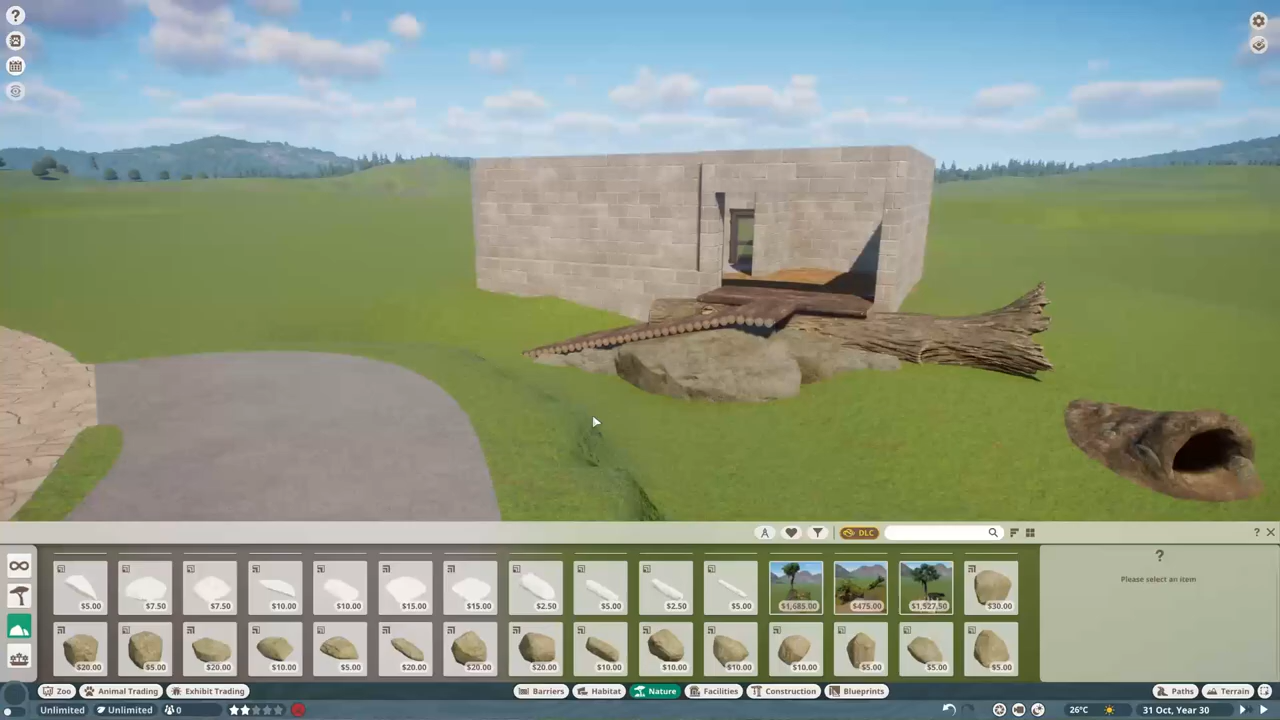 DLC
?
?
Please select an item
$5.00 $7.50 $7.50 $10.00 $10.00 $15.00 $15.00 $2.50 $5.00 $2.50 $5.00 $1,685.00 $475.00 $1,527.50 $30.00
$20.00 $5.00 $20.00 $10.00 $5.00 $20.00 $20.00 $20.00 $10.00 $10.00 $10.00 $10.00 $5.00 $5.00 $5.00
Zoo Animal Trading Exhibit Trading Barriers Habitat Nature Facilities Construction Blueprints Paths Terrain
Unlimited Unlimited 0 26°C 31 Oct, Year 30